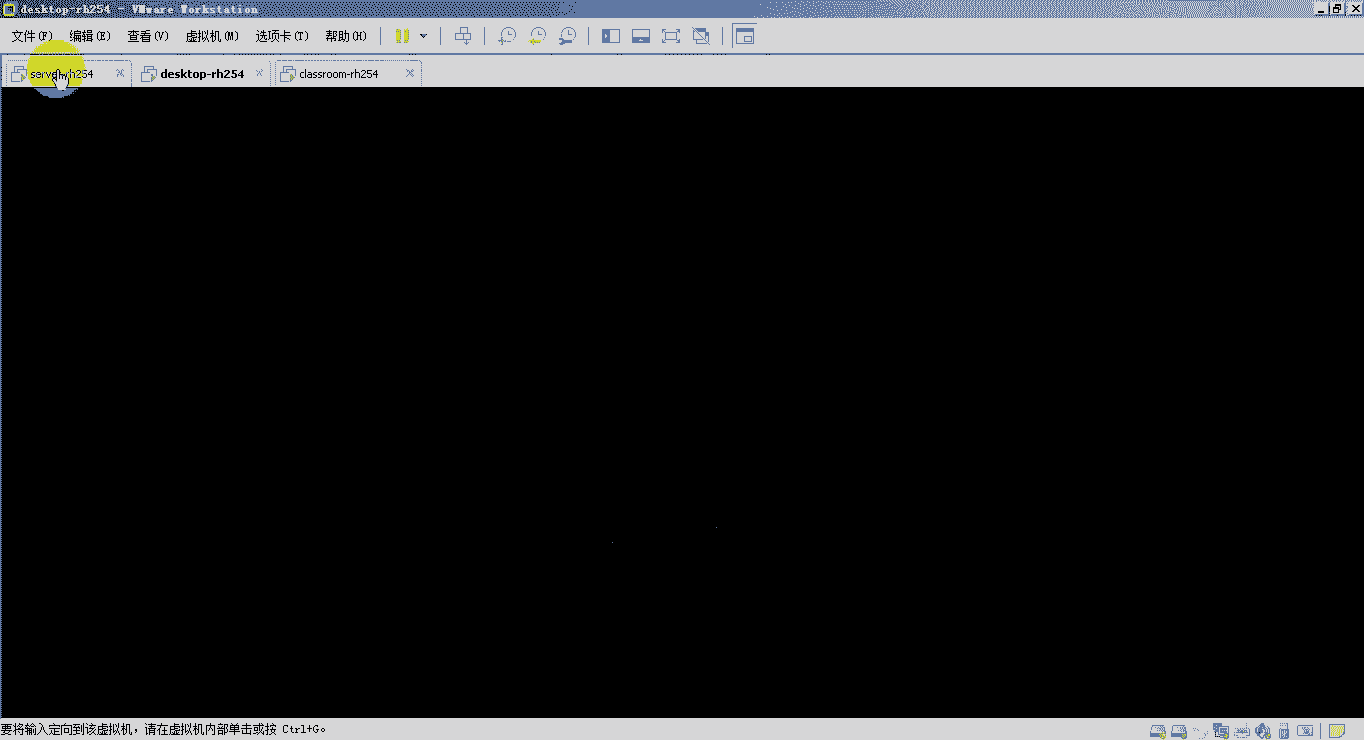 desktop-rh254 - VMware Workstation
文件(F) 编辑(E) 查看(V) 虚拟机(M) 选项卡(T) 帮助(H)
server-rh254 desktop-rh254 classroom-rh254
要将输入定向到该虚拟机，请在虚拟机内部单击或按 Ctrl+G。